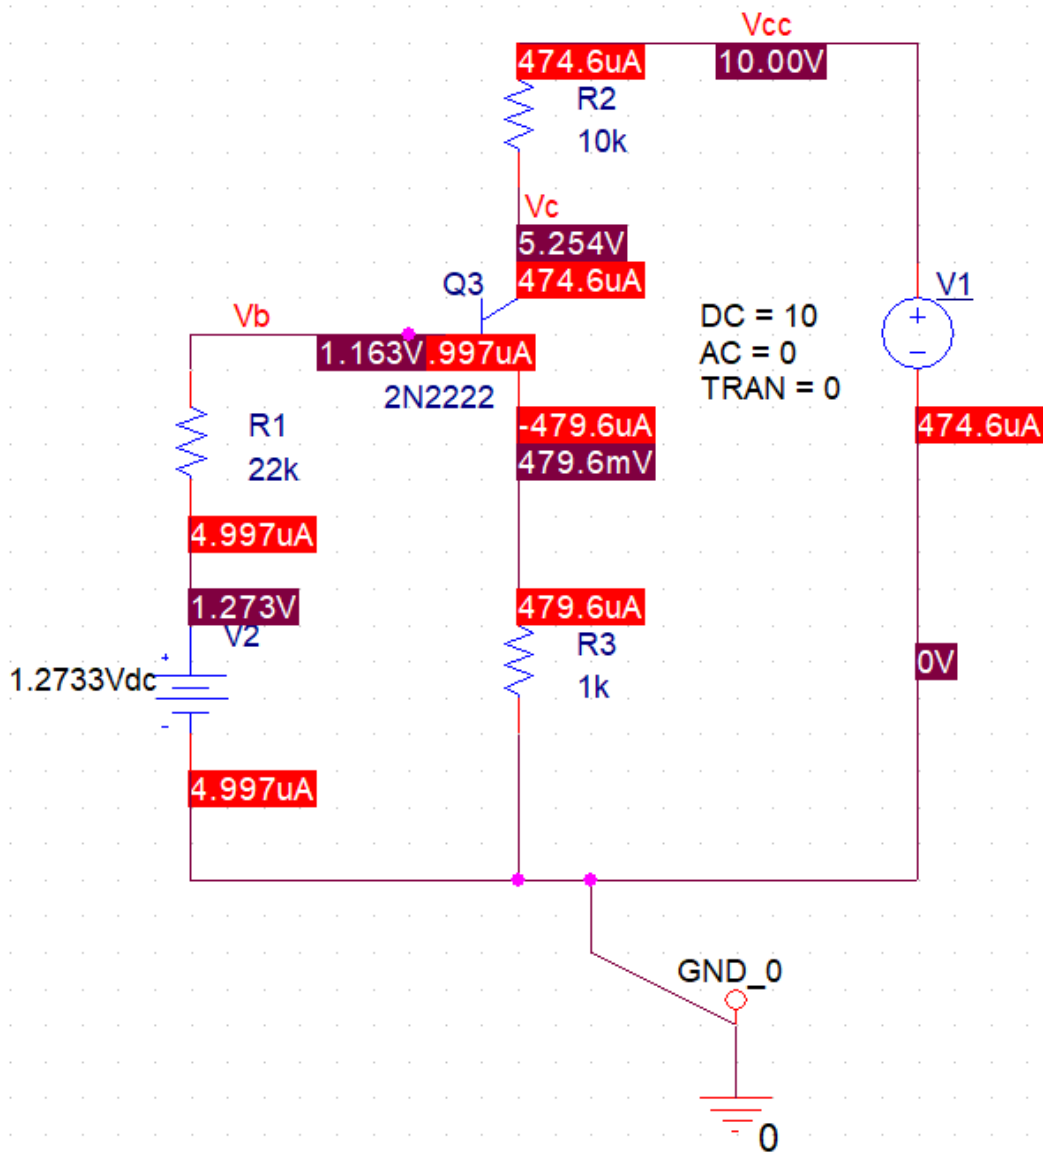 Vcc
474.6uA
10.00V
R2
10k
Vc
5.254V
474.6uA
Q3
V1
+
−
DC = 10
AC = 0
TRAN = 0
Vb
1.163V
.997uA
2N2222
-479.6uA
479.6mV
474.6uA
R1
22k
4.997uA
1.273V
V2
479.6uA
R3
1k
0V
+
1.2733Vdc
-
4.997uA
GND_0
0